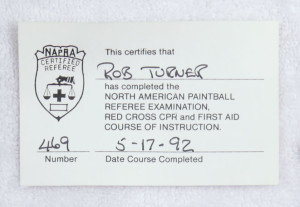 NAPRA
CERTIFIED
REFEREE
This certifies that
ROB TURNER
has completed the
NORTH AMERICAN PAINTBALL
REFEREE EXAMINATION,
RED CROSS CPR and FIRST AID
COURSE OF INSTRUCTION.
469 5-17-92
Number Date Course Completed